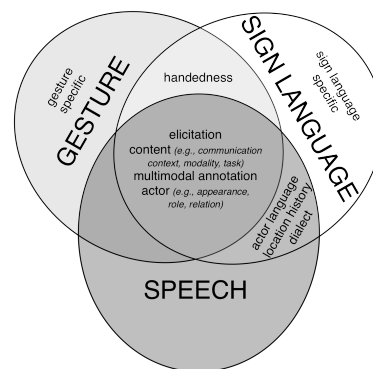 gesture
specific
GESTURE
handedness
sign language
specific
SIGN LANGUAGE
elicitation
content (e.g., communication
context, modality, task)
multimodal annotation
actor (e.g., appearance,
role, relation)
actor language
location history
dialect
SPEECH